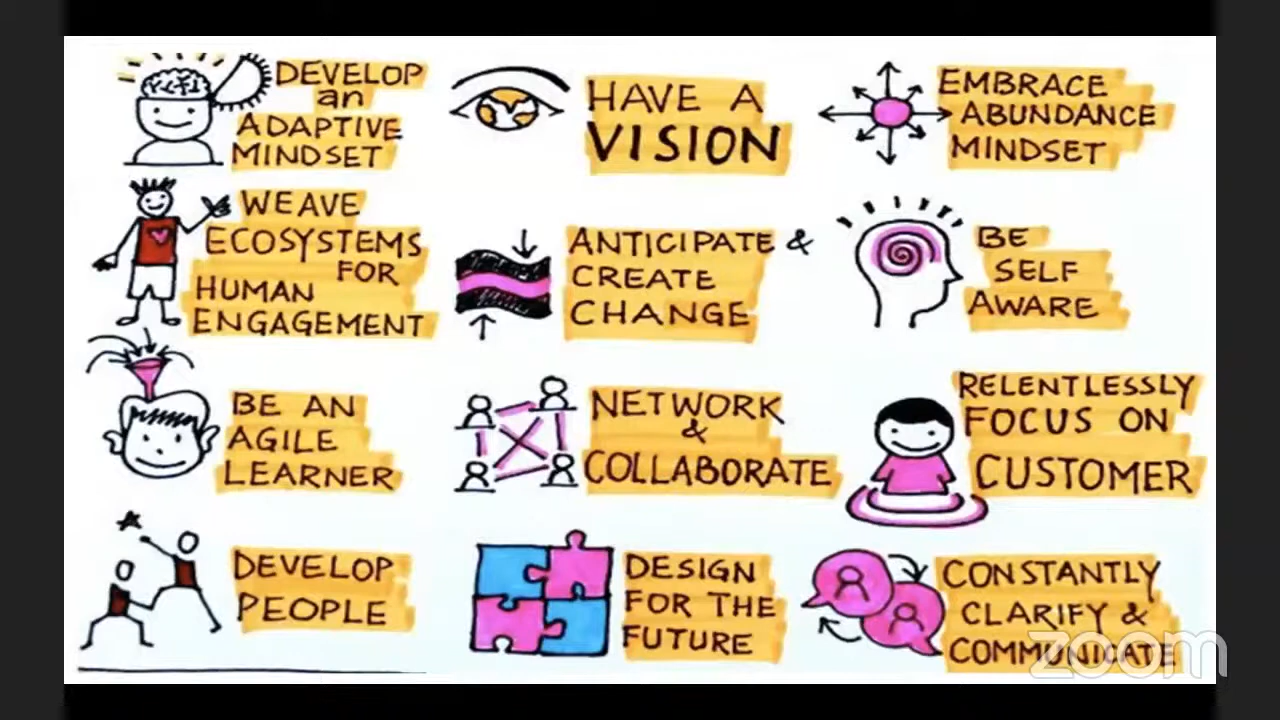 DEVELOP
an
ADAPTIVE
MINDSET
HAVE A
VISION
EMBRACE
ABUNDANCE
MINDSET
WEAVE
ECOSYSTEMS
FOR
HUMAN
ENGAGEMENT
ANTICIPATE &
CREATE
CHANGE
BE
SELF
AWARE
BE AN
AGILE
LEARNER
NETWORK
&
COLLABORATE
RELENTLESSLY
FOCUS ON
CUSTOMER
DEVELOP
PEOPLE
DESIGN
FOR THE
FUTURE
CONSTANTLY
CLARIFY &
COMMUNICATE
zoom